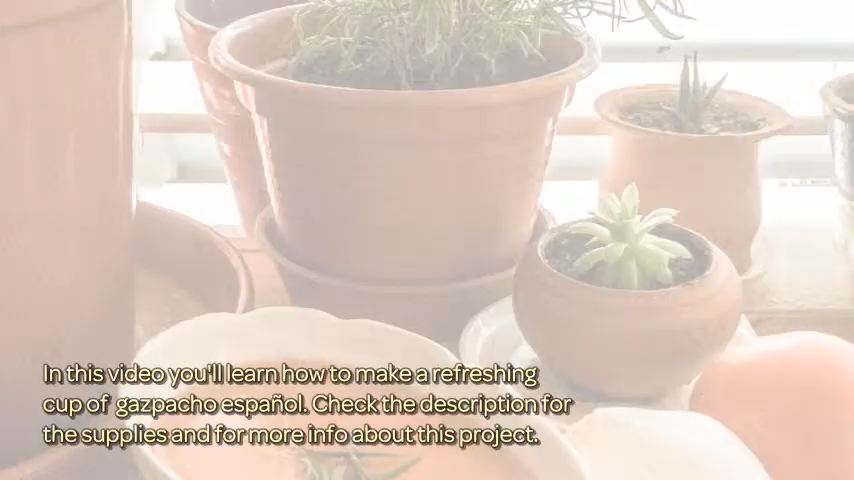 In this video you'll learn how to make a refreshing
cup of gazpacho español. Check the description for
the supplies and for more info about this project.